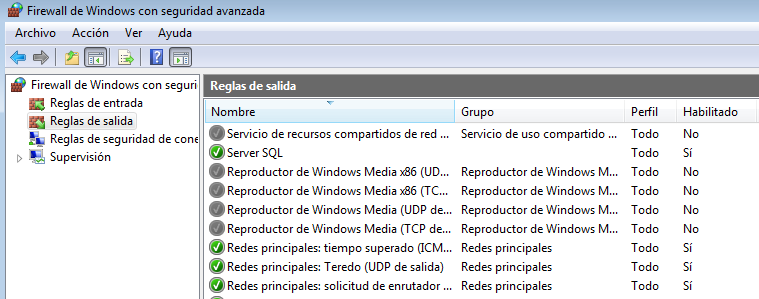 Firewall de Windows con seguridad avanzada
Archivo Acción Ver Ayuda
Firewall de Windows con seguri
Reglas de entrada
Reglas de salida
Reglas de seguridad de cone
Supervisión
Reglas de salida
Nombre Grupo Perfil Habilitado
Servicio de recursos compartidos de red ... Servicio de uso compartido ... Todo No
Server SQL Todo Sí
Reproductor de Windows Media x86 (UD... Reproductor de Windows M... Todo No
Reproductor de Windows Media x86 (TC... Reproductor de Windows M... Todo No
Reproductor de Windows Media (UDP de... Reproductor de Windows M... Todo No
Reproductor de Windows Media (TCP de... Reproductor de Windows M... Todo No
Redes principales: tiempo superado (ICM... Redes principales Todo Sí
Redes principales: Teredo (UDP de salida) Redes principales Todo Sí
Redes principales: solicitud de enrutador ... Redes principales Todo Sí